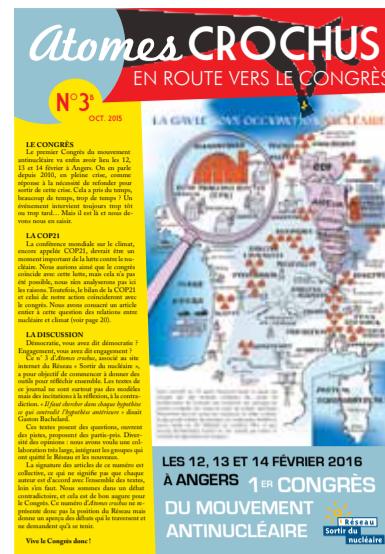 Atomes CROCHUS
EN ROUTE VERS LE CONGRÈS
N°3B
OCT. 2015
LE CONGRÈS
Le premier Congrès du mouvement
antinucléaire va enfin avoir lieu les 12,
13 et 14 février à Angers. On en parle
depuis 2010, en pleine crise, comme
réponse à la nécessité de refonder pour
sortir de cette crise. Cela a pris du temps,
beaucoup de temps, trop de temps ? Un
événement intervient toujours trop tôt
ou trop tard... Mais il est là et nous de-
vons nous en saisir.
LA COP21
La conférence mondiale sur le climat,
encore appelée COP21, devrait être un
moment important de la lutte contre le nu-
cléaire. Nous aurions aimé que le congrès
coïncide avec cette lutte, mais cela n'a pas
été possible, nous n'en analyserons pas ici
les raisons. Toutefois, le bilan de la COP21
et celui de notre action coïncideront avec
le congrès. Nous avons consacré un article
entier à cette question des relations entre
nucléaire et climat (voir page 20).
LA DISCUSSION
Démocratie, vous avez dit démocratie ?
Engagement, vous avez dit engagement ?
Ce n° 3 d'Atomes crochus, associé au site
internet du Réseau « Sortir du nucléaire »,
a pour objectif de commencer à donner des
outils pour réfléchir ensemble. Les textes de
ce journal ne sont surtout pas des modèles
mais des incitations à la réflexion, à la contra-
diction. « Il faut chercher dans chaque hypothèse
ce qui contredit l'hypothèse antérieure » disait
Gaston Bachelard.
Ces textes posent des questions, ouvrent
des pistes, proposent des partis-pris. Diver-
sité des opinions : nous avons voulu une col-
laboration très large, intégrant les groupes qui
ont quitté le Réseau et les nouveaux.
La signature des articles de ce numéro est
collective, ce qui ne signifie pas que chaque
auteur est d'accord avec l'ensemble des textes,
loin s'en faut. Nous sommes dans un débat
contradictoire, et cela est de bon augure pour
le Congrès. Ce numéro d'Atomes crochus ne re-
présente donc pas la position du Réseau mais
donne un aperçu des débats qui le traversent et
ne demandent qu'à se tenir.
Vive le Congrès donc !
LA GAULE SOUS OCCUPATION NUCLÉAIRE
LES 12, 13 ET 14 FÉVRIER 2016
À ANGERS 1ER CONGRÈS
DU MOUVEMENT
ANTINUCLÉAIRE
Réseau
Sortir du
nucléaire